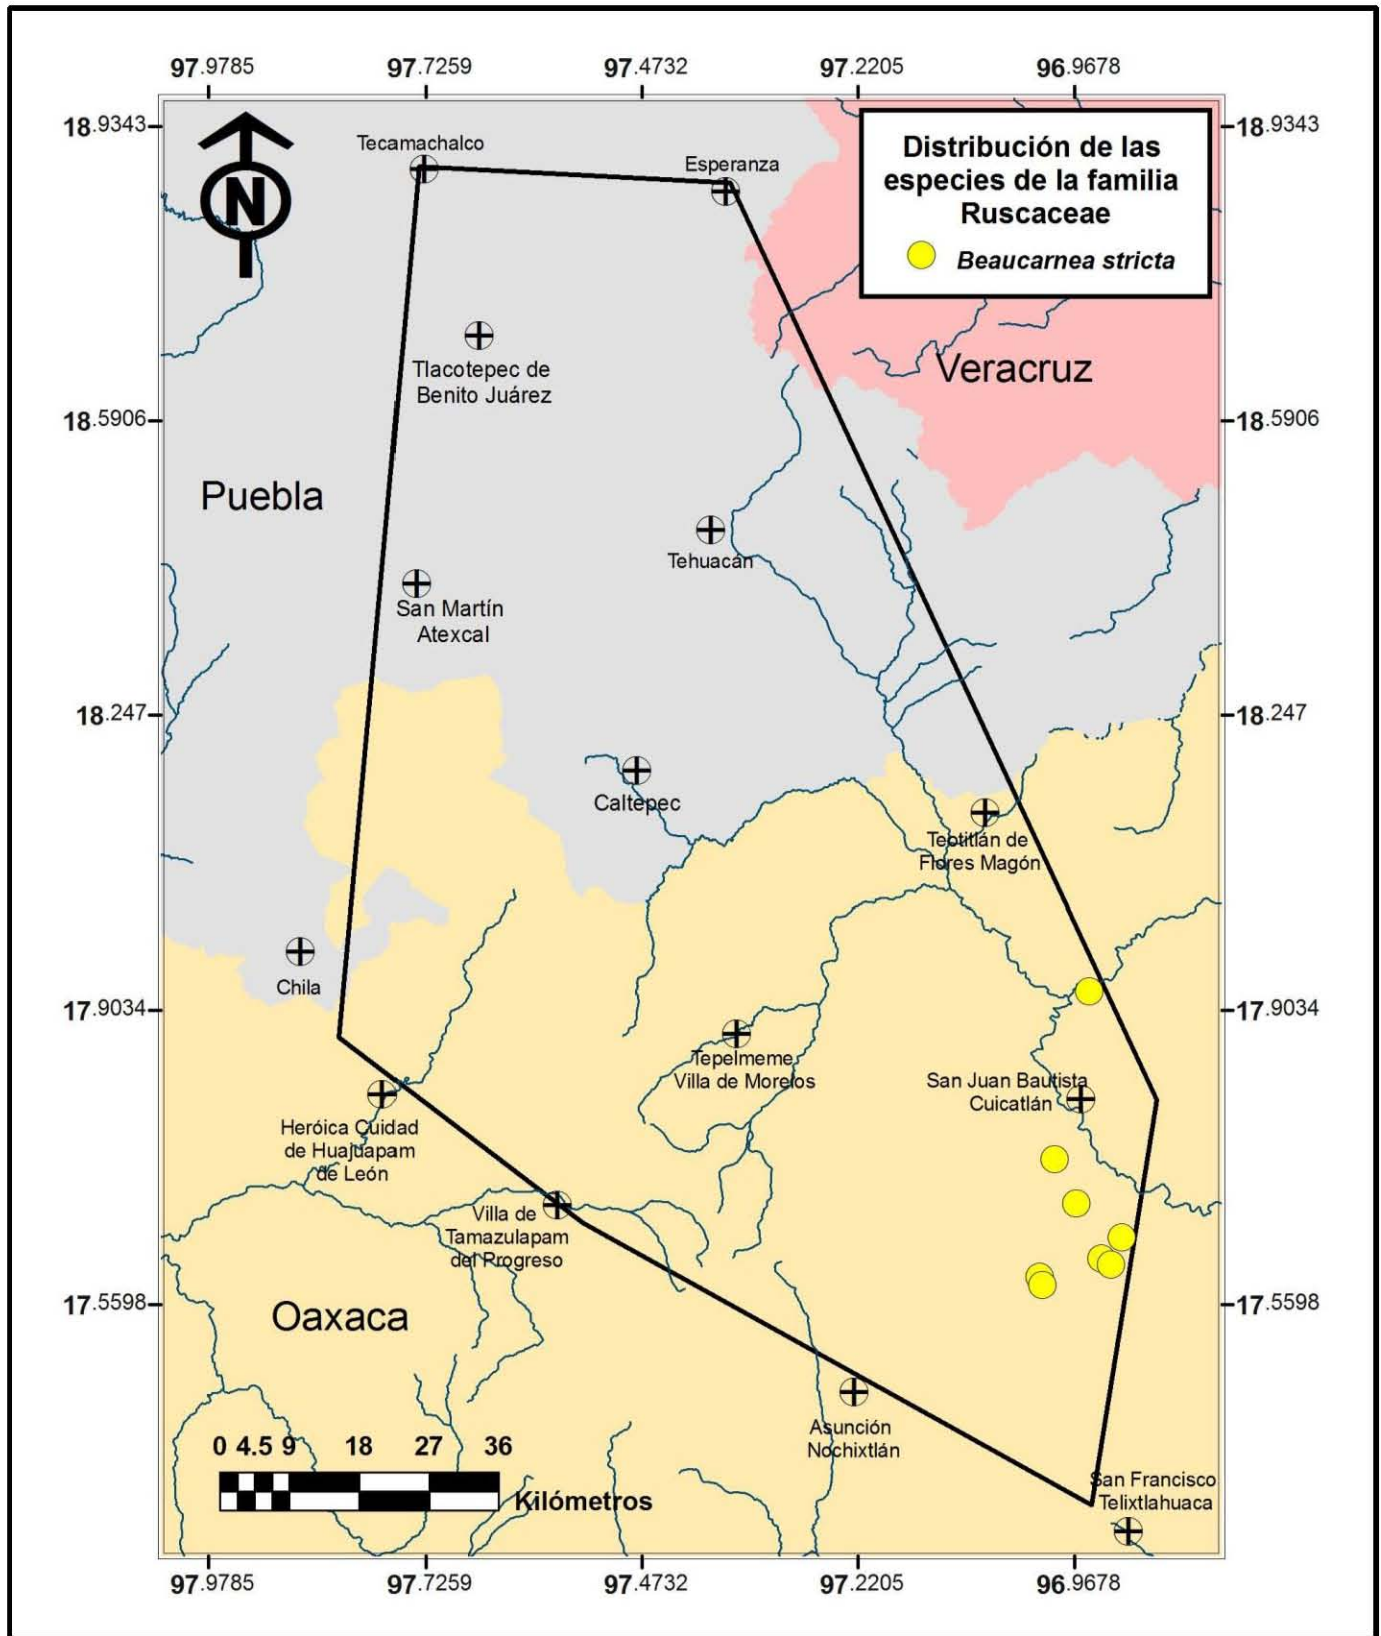 97.9785 97.7259 97.4732 97.2205 96.9678
18.9343 18.9343
N
Tecamachalco
Esperanza
Distribución de las
especies de la familia
Ruscaceae
Beaucarnea stricta
Tlacotepec de
Benito Juárez
Veracruz
18.5906 18.5906
Puebla
Tehuacán
San Martín
Atexcal
18.247 18.247
Caltepec
Teotitlán de
Flores Magón
Chila
17.9034 17.9034
Tepelmeme
Villa de Morelos
San Juan Bautista
Cuicatlán
Heróica Cuidad
de Huajuapam
de León
Villa de
Tamazulapam
del Progreso
17.5598 17.5598
Oaxaca
Asunción
Nochixtlán
0 4.5 9 18 27 36
Kilómetros
San Francisco
Telixtlahuaca
97.9785 97.7259 97.4732 97.2205 96.9678